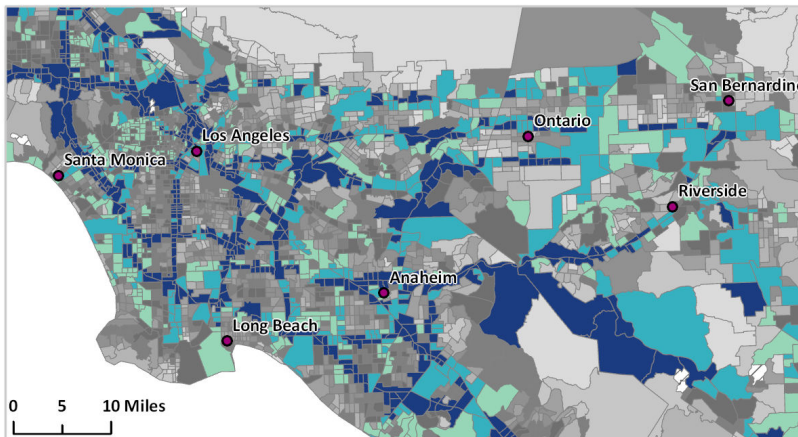 San Bernardino
Ontario
Los Angeles
Santa Monica
Riverside
Anaheim
Long Beach
0 5 10 Miles